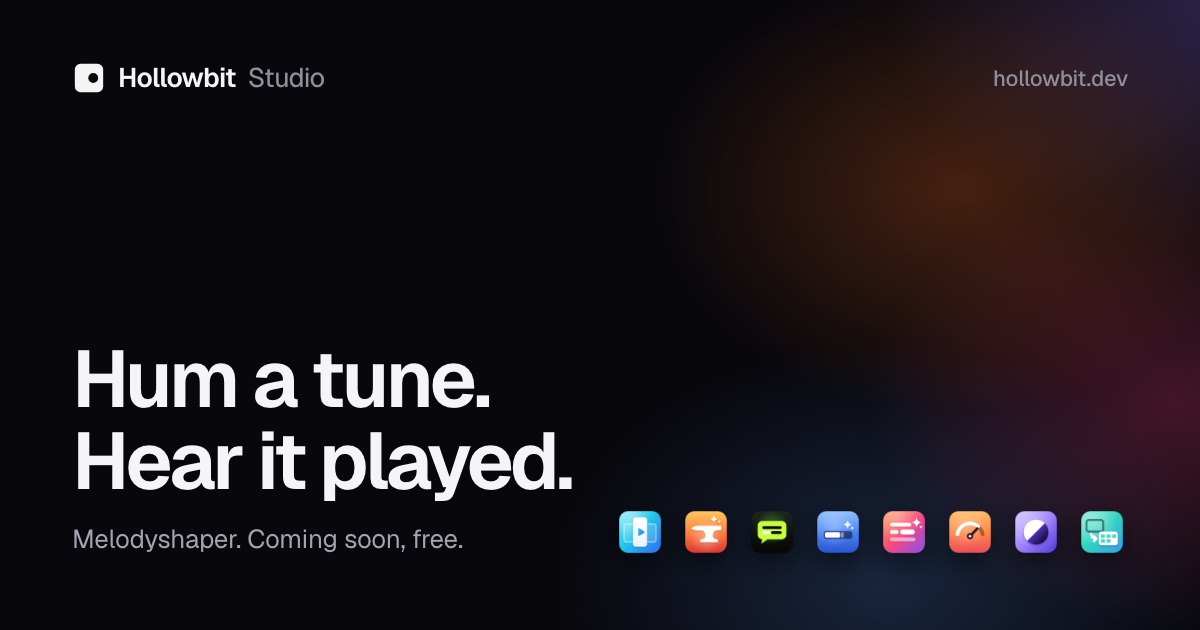 Hollowbit Studio
hollowbit.dev
Hum a tune.
Hear it played.
Melodyshaper. Coming soon, free.